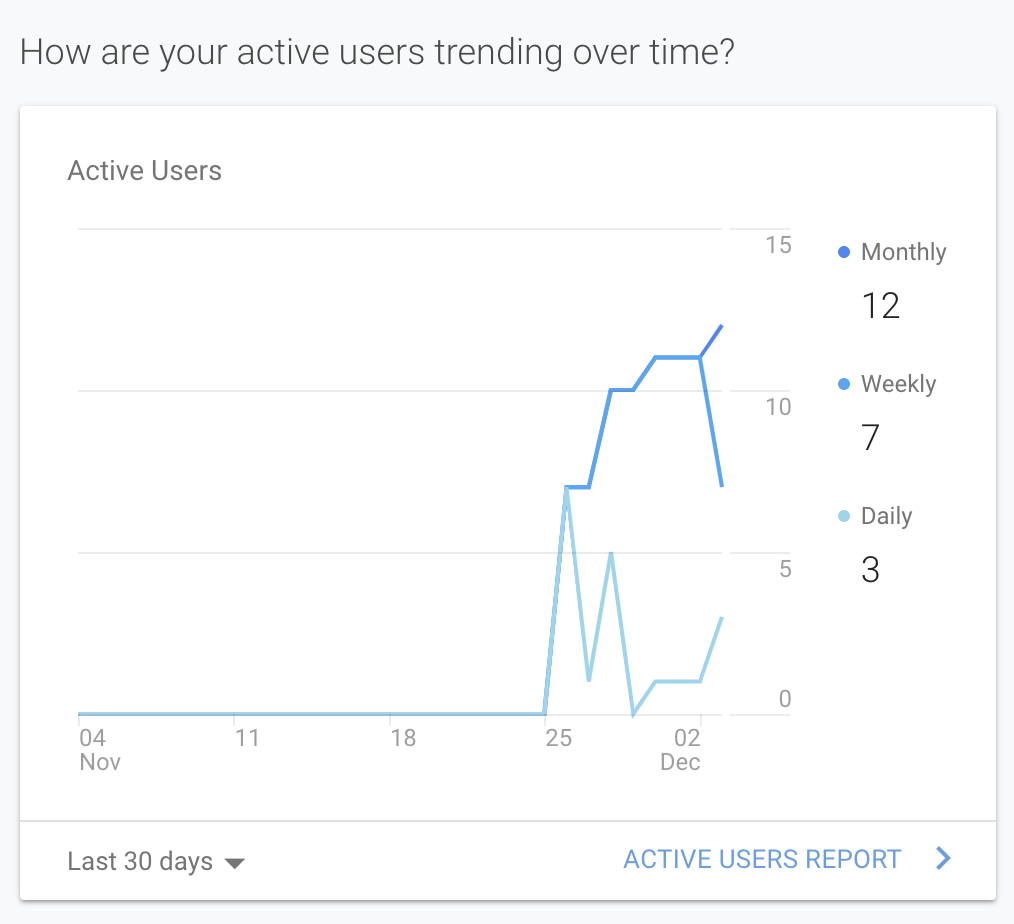 How are your active users trending over time?
Active Users
15
10
5
0
04
Nov
11
18
25
02
Dec
Monthly
12
Weekly
7
Daily
3
Last 30 days
ACTIVE USERS REPORT